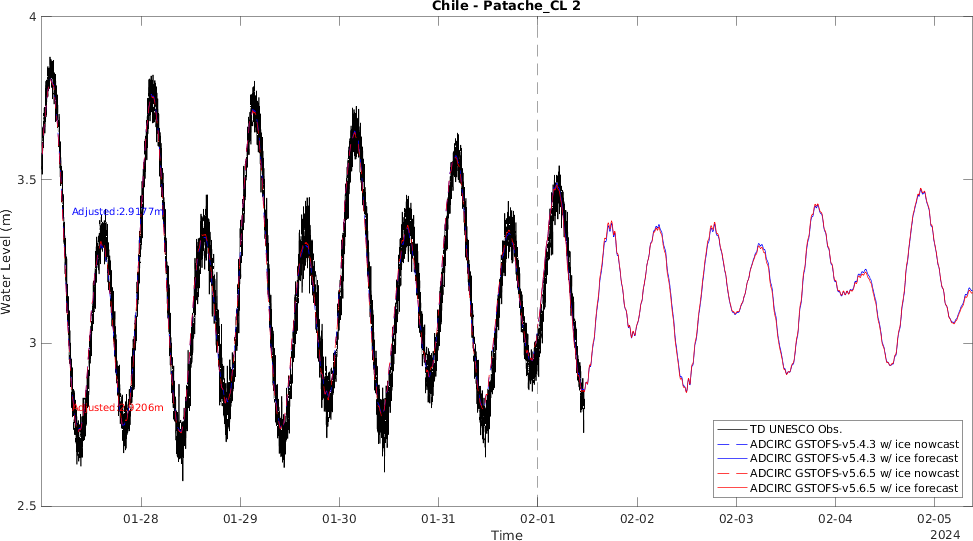 Chile - Patache_CL 2
4
3.5
3
2.5
Water Level (m)
Adjusted:2.9177m
Adjusted:2.9206m
TD UNESCO Obs.
ADCIRC GSTOFS-v5.4.3 w/ ice nowcast
ADCIRC GSTOFS-v5.4.3 w/ ice forecast
ADCIRC GSTOFS-v5.6.5 w/ ice nowcast
ADCIRC GSTOFS-v5.6.5 w/ ice forecast
01-28 01-29 01-30 01-31 02-01 02-02 02-03 02-04 02-05
Time
2024